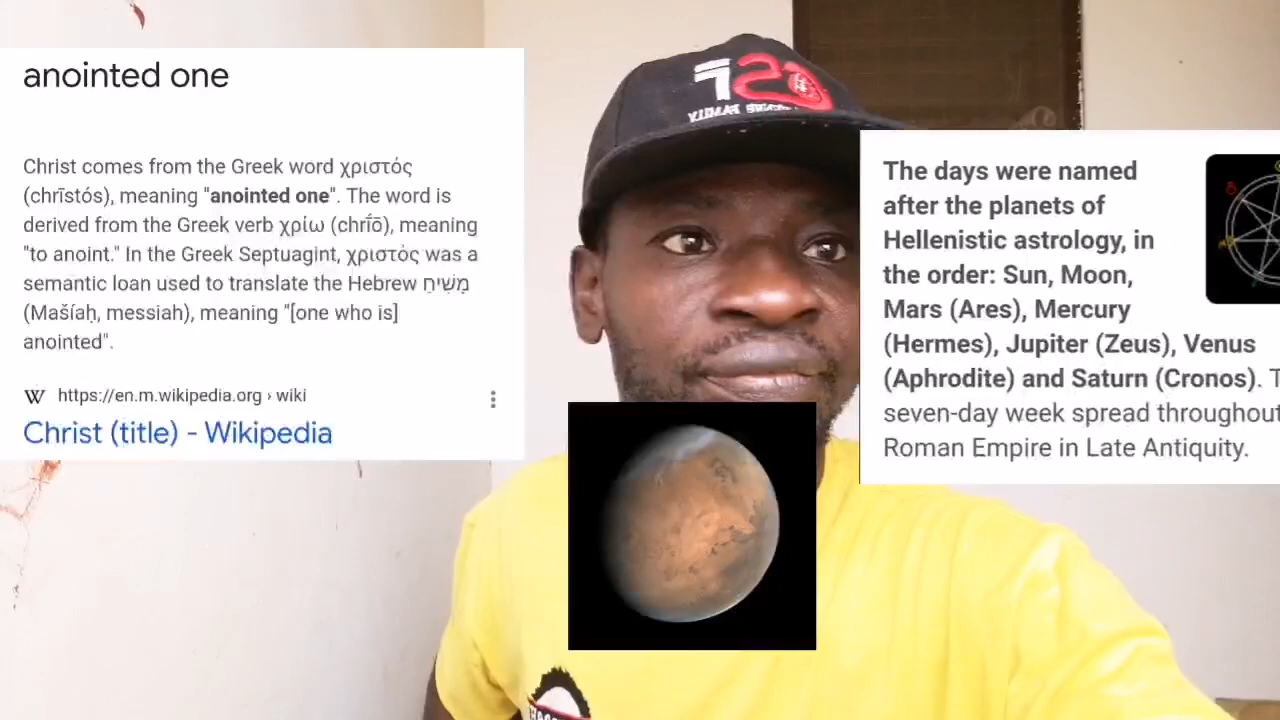 anointed one
Christ comes from the Greek word χριστός
(chrīstós), meaning "anointed one". The word is
derived from the Greek verb χρίω (chrī́ō), meaning
"to anoint." In the Greek Septuagint, χριστὸς was a
semantic loan used to translate the Hebrew מָשִׁיחַ
(Mašíaḥ, messiah), meaning "[one who is]
anointed".
https://en.m.wikipedia.org › wiki
Christ (title) - Wikipedia
The days were named
after the planets of
Hellenistic astrology, in
the order: Sun, Moon,
Mars (Ares), Mercury
(Hermes), Jupiter (Zeus), Venus
(Aphrodite) and Saturn (Cronos). T
seven-day week spread throughout
Roman Empire in Late Antiquity.